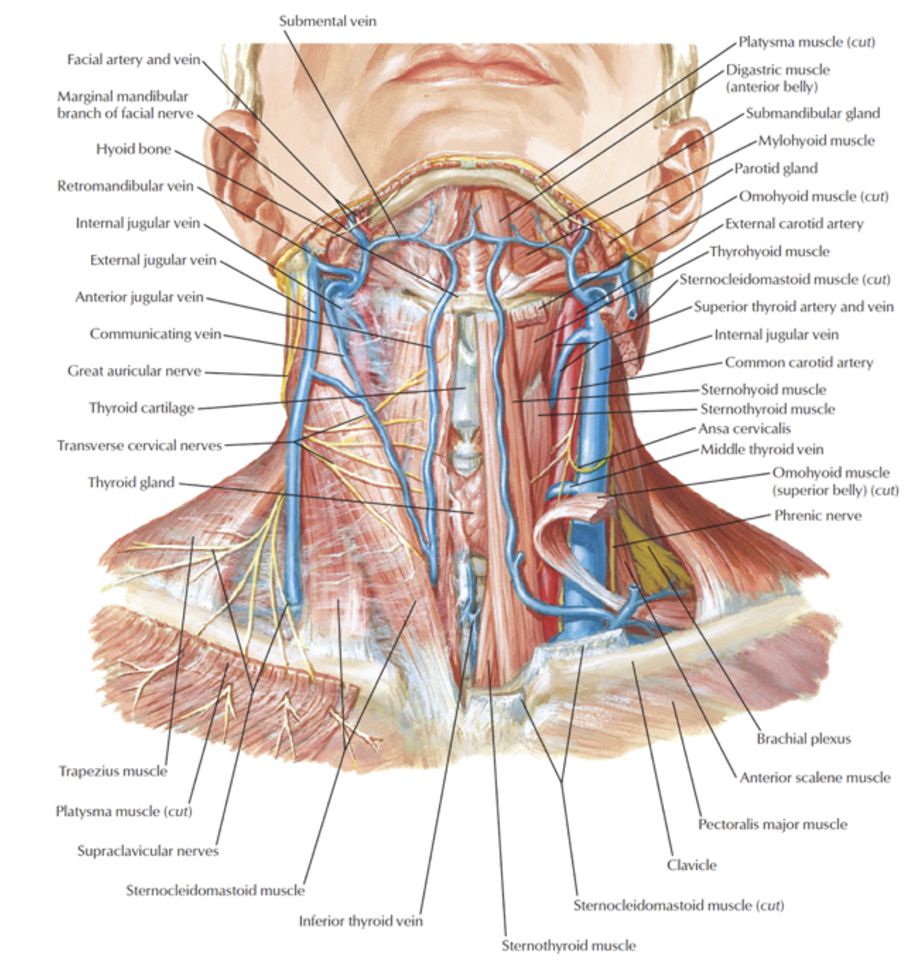 Submental vein
Facial artery and vein
Marginal mandibular
branch of facial nerve
Hyoid bone
Retromandibular vein
Internal jugular vein
External jugular vein
Anterior jugular vein
Communicating vein
Great auricular nerve
Thyroid cartilage
Transverse cervical nerves
Thyroid gland
Trapezius muscle
Platysma muscle (cut)
Supraclavicular nerves
Sternocleidomastoid muscle
Inferior thyroid vein
Platysma muscle (cut)
Digastric muscle
(anterior belly)
Submandibular gland
Mylohyoid muscle
Parotid gland
Omohyoid muscle (cut)
External carotid artery
Thyrohyoid muscle
Sternocleidomastoid muscle (cut)
Superior thyroid artery and vein
Internal jugular vein
Common carotid artery
Sternohyoid muscle
Sternothyroid muscle
Ansa cervicalis
Middle thyroid vein
Omohyoid muscle
(superior belly) (cut)
Phrenic nerve
Brachial plexus
Anterior scalene muscle
Pectoralis major muscle
Clavicle
Sternocleidomastoid muscle (cut)
Sternothyroid muscle